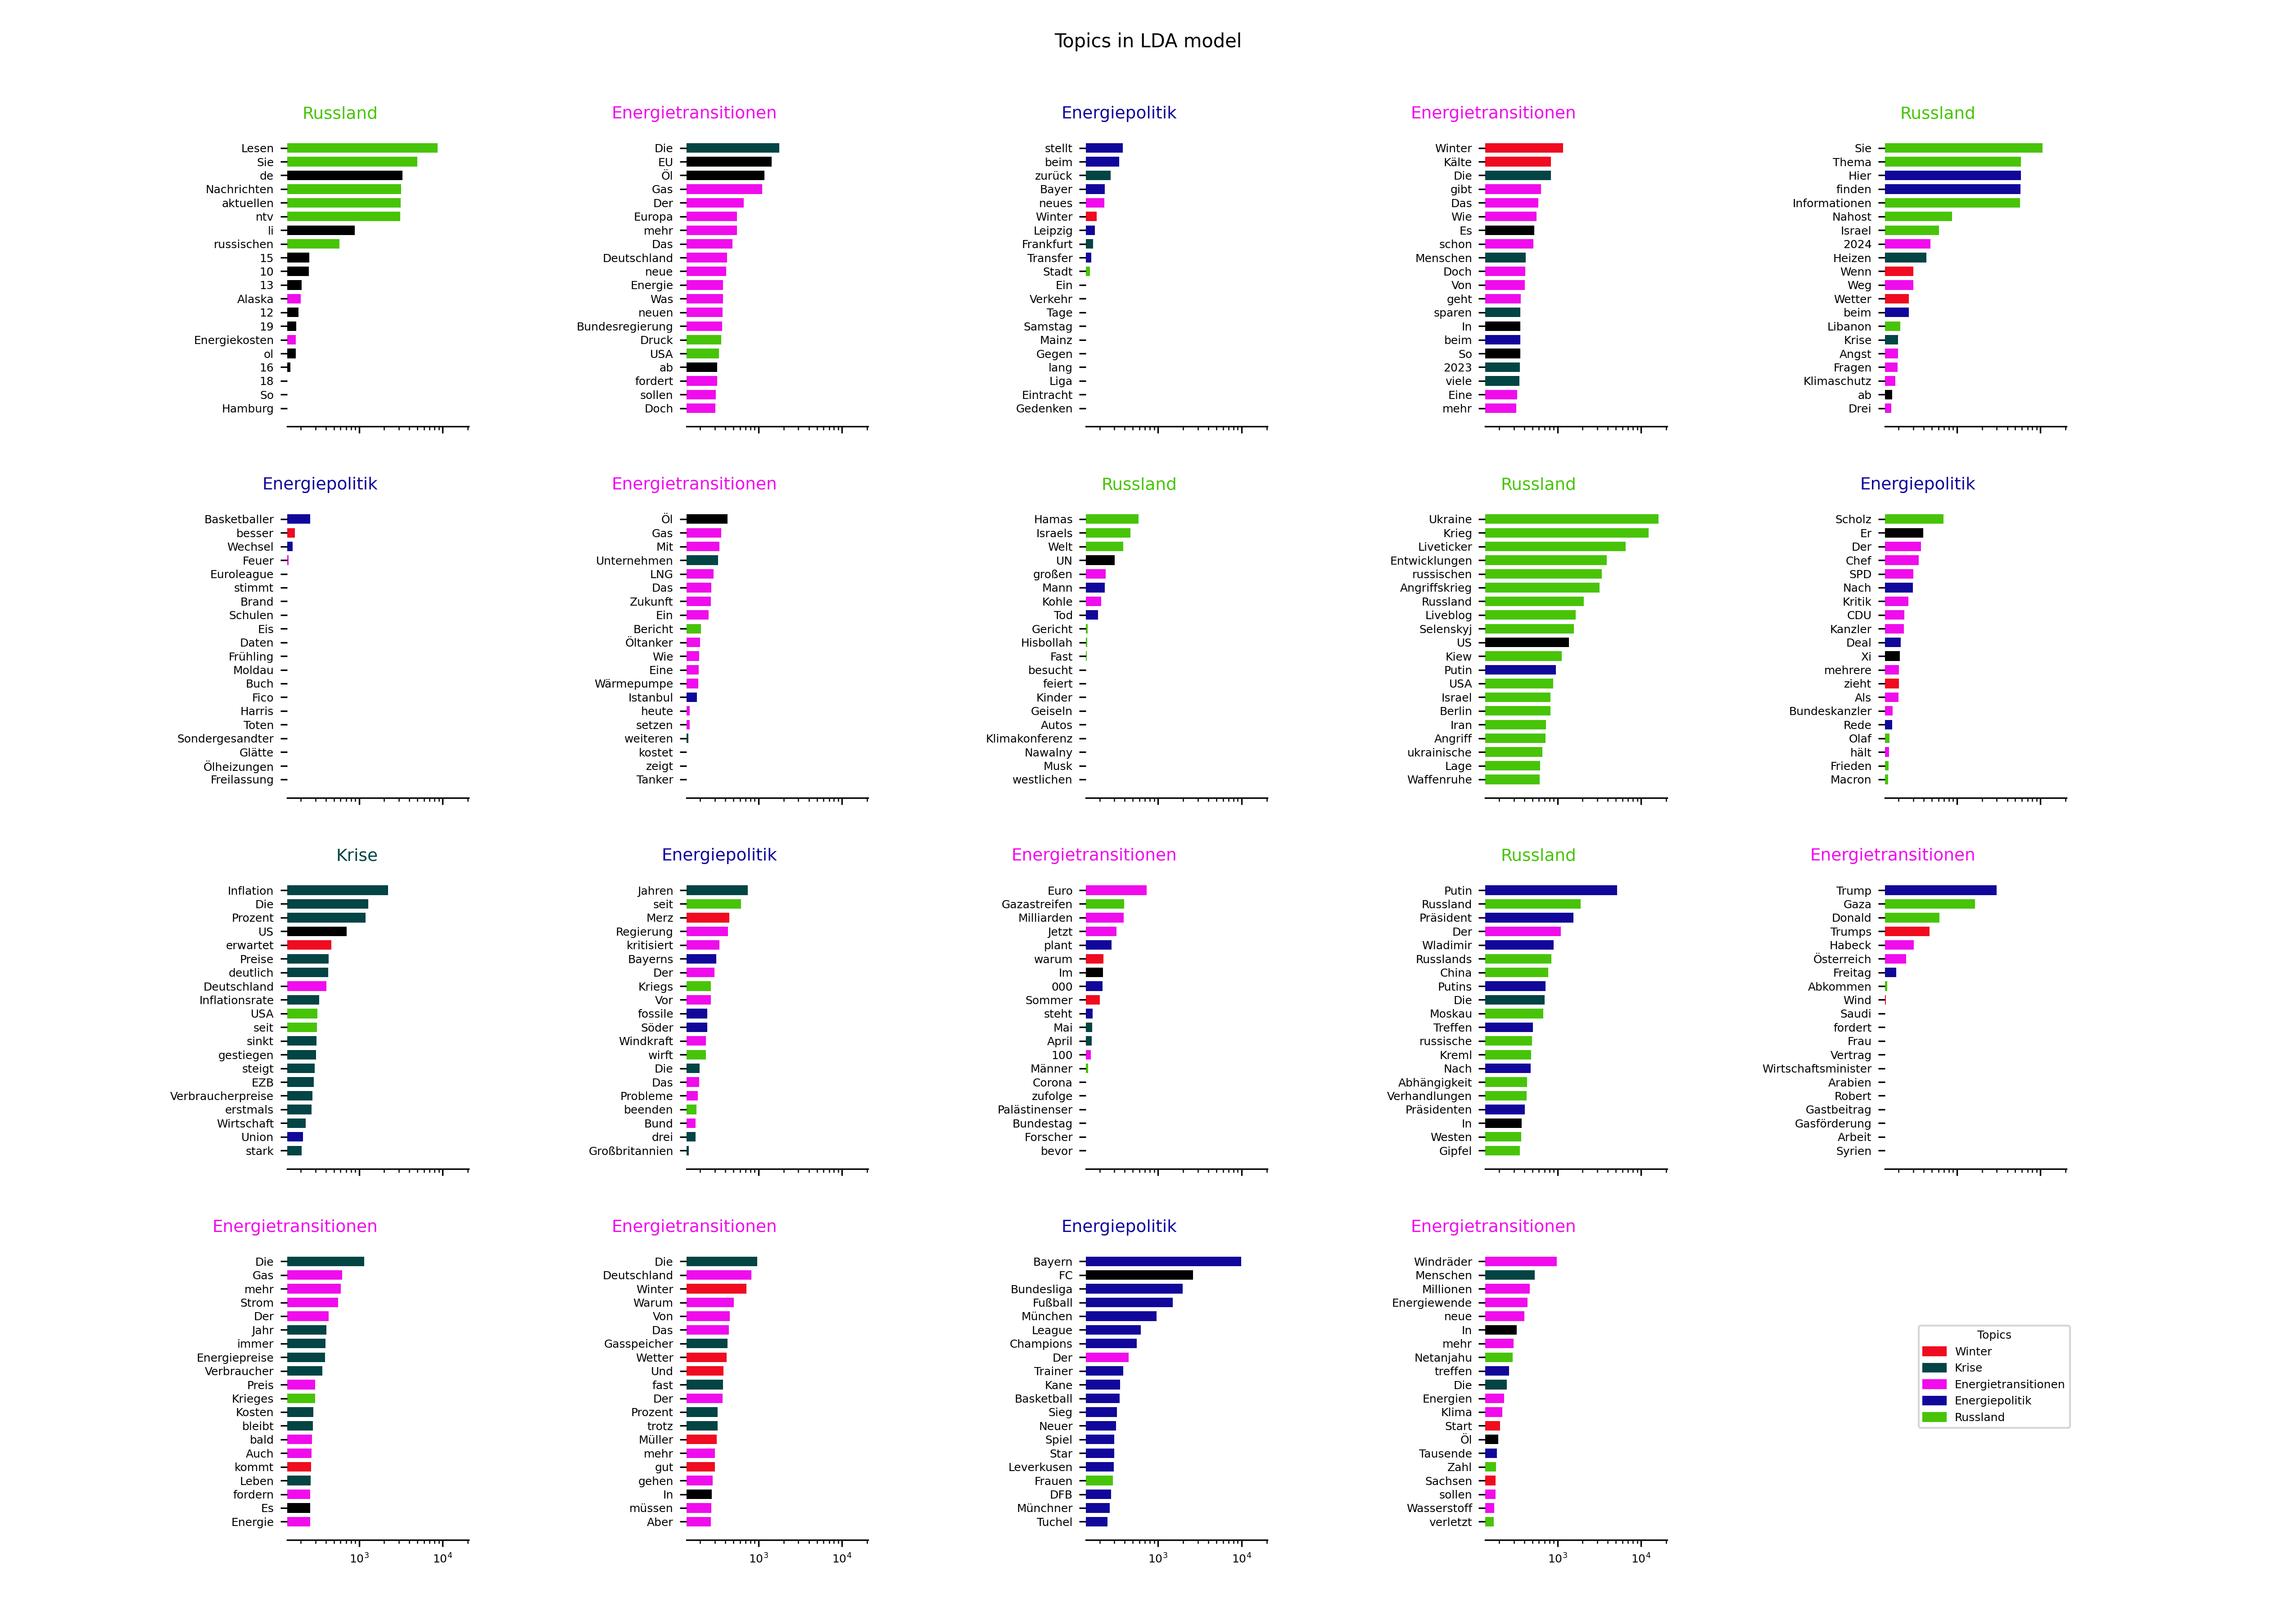 Topics in LDA model
Russland
Lesen
Sie
de
Nachrichten
aktuellen
ntv
li
russischen
15
10
13
Alaska
12
19
Energiekosten
ol
16
18
So
Hamburg
Energietransitionen
Die
EU
Öl
Gas
Der
Europa
mehr
Das
Deutschland
neue
Energie
Was
neuen
Bundesregierung
Druck
USA
ab
fordert
sollen
Doch
Energiepolitik
stellt
beim
zurück
Bayer
neues
Winter
Leipzig
Frankfurt
Transfer
Stadt
Ein
Verkehr
Tage
Samstag
Mainz
Gegen
lang
Liga
Eintracht
Gedenken
Energietransitionen
Winter
Kälte
Die
gibt
Das
Wie
Es
schon
Menschen
Doch
Von
geht
sparen
In
beim
So
2023
viele
Eine
mehr
Russland
Sie
Thema
Hier
finden
Informationen
Nahost
Israel
2024
Heizen
Wenn
Weg
Wetter
beim
Libanon
Krise
Angst
Fragen
Klimaschutz
ab
Drei
Energiepolitik
Basketballer
besser
Wechsel
Feuer
Euroleague
stimmt
Brand
Schulen
Eis
Daten
Frühling
Moldau
Buch
Fico
Harris
Toten
Sondergesandter
Glätte
Ölheizungen
Freilassung
Energietransitionen
Öl
Gas
Mit
Unternehmen
LNG
Das
Zukunft
Ein
Bericht
Öltanker
Wie
Eine
Wärmepumpe
Istanbul
heute
setzen
weiteren
kostet
zeigt
Tanker
Russland
Hamas
Israels
Welt
UN
großen
Mann
Kohle
Tod
Gericht
Hisbollah
Fast
besucht
feiert
Kinder
Geiseln
Autos
Klimakonferenz
Nawalny
Musk
westlichen
Russland
Ukraine
Krieg
Liveticker
Entwicklungen
russischen
Angriffskrieg
Russland
Liveblog
Selenskyj
US
Kiew
Putin
USA
Israel
Berlin
Iran
Angriff
ukrainische
Lage
Waffenruhe
Energiepolitik
Scholz
Er
Der
Chef
SPD
Nach
Kritik
CDU
Kanzler
Deal
Xi
mehrere
zieht
Als
Bundeskanzler
Rede
Olaf
hält
Frieden
Macron
Krise
Inflation
Die
Prozent
US
erwartet
Preise
deutlich
Deutschland
Inflationsrate
USA
seit
sinkt
gestiegen
steigt
EZB
Verbraucherpreise
erstmals
Wirtschaft
Union
stark
Energiepolitik
Jahren
seit
Merz
Regierung
kritisiert
Bayerns
Der
Kriegs
Vor
fossile
Söder
Windkraft
wirft
Die
Das
Probleme
beenden
Bund
drei
Großbritannien
Energietransitionen
Euro
Gazastreifen
Milliarden
Jetzt
plant
warum
Im
000
Sommer
steht
Mai
April
100
Männer
Corona
zufolge
Palästinenser
Bundestag
Forscher
bevor
Russland
Putin
Russland
Präsident
Der
Wladimir
Russlands
China
Putins
Die
Moskau
Treffen
russische
Kreml
Nach
Abhängigkeit
Verhandlungen
Präsidenten
In
Westen
Gipfel
Energietransitionen
Trump
Gaza
Donald
Trumps
Habeck
Österreich
Freitag
Abkommen
Wind
Saudi
fordert
Frau
Vertrag
Wirtschaftsminister
Arabien
Robert
Gastbeitrag
Gasförderung
Arbeit
Syrien
Energietransitionen
Die
Gas
mehr
Strom
Der
Jahr
immer
Energiepreise
Verbraucher
Preis
Krieges
Kosten
bleibt
bald
Auch
kommt
Leben
fordern
Es
Energie
10³ 10⁴
Energietransitionen
Die
Deutschland
Winter
Warum
Von
Das
Gasspeicher
Wetter
Und
fast
Der
Prozent
trotz
Müller
mehr
gut
gehen
In
müssen
Aber
10³ 10⁴
Energiepolitik
Bayern
FC
Bundesliga
Fußball
München
League
Champions
Der
Trainer
Kane
Basketball
Sieg
Neuer
Spiel
Star
Leverkusen
Frauen
DFB
Münchner
Tuchel
10³ 10⁴
Energietransitionen
Windräder
Menschen
Millionen
Energiewende
neue
In
mehr
Netanjahu
treffen
Die
Energien
Klima
Start
Öl
Tausende
Zahl
Sachsen
sollen
Wasserstoff
verletzt
10³ 10⁴
Topics
Winter
Krise
Energietransitionen
Energiepolitik
Russland